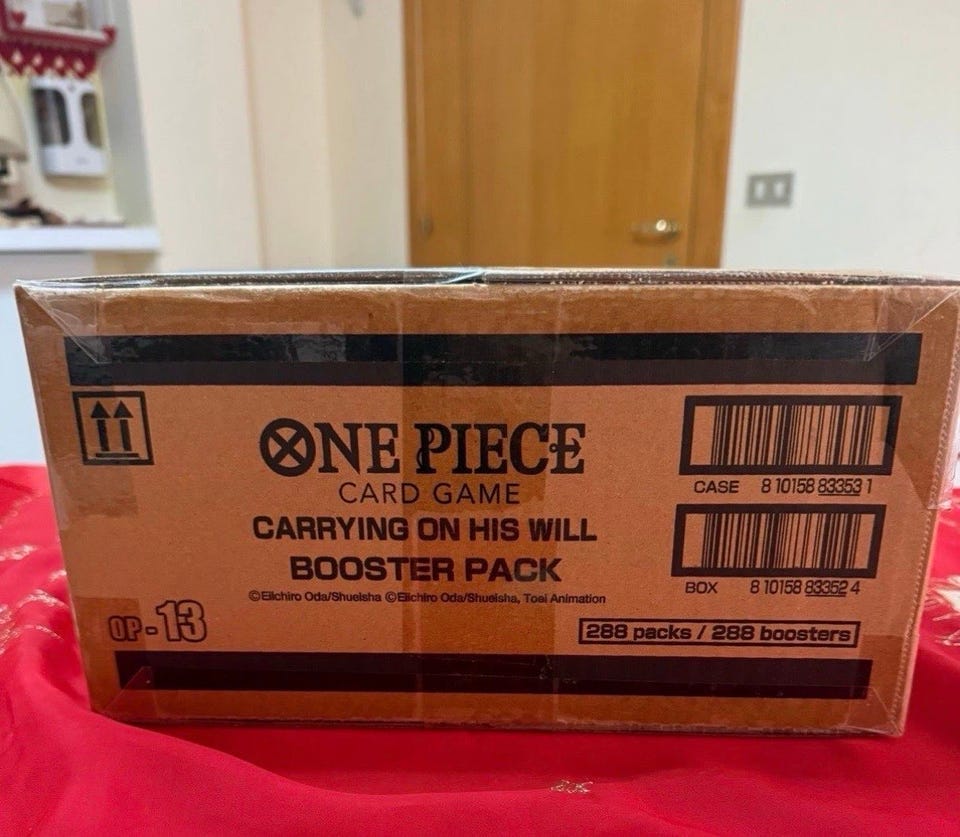 ONE PIECE
CARD GAME
CARRYING ON HIS WILL
BOOSTER PACK
©Eiichiro Oda/Shueisha ©Eiichiro Oda/Shueisha, Toei Animation
OP-13
CASE 8 10158 83353 1
BOX 8 10158 83352 4
288 packs / 288 boosters